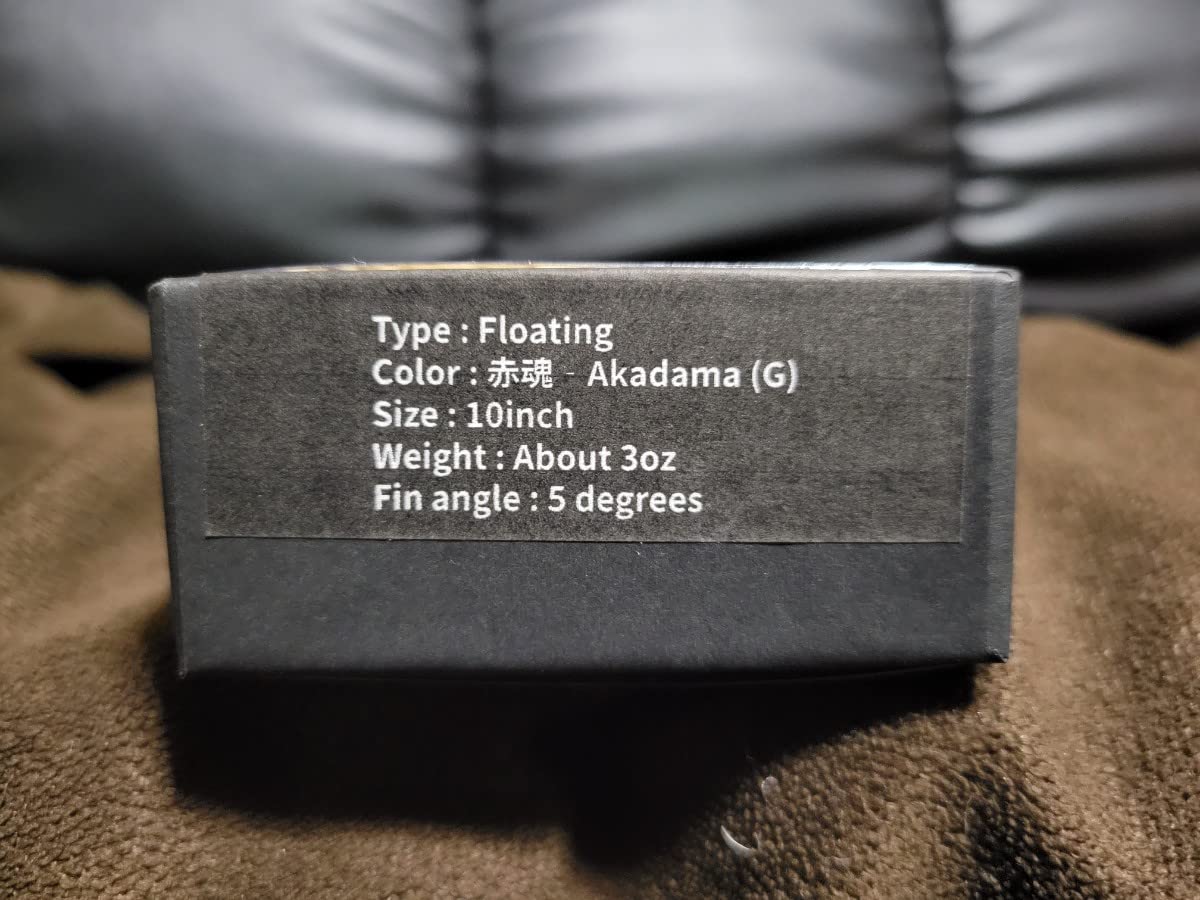 Type : Floating
Color : 赤魂 - Akadama (G)
Size : 10inch
Weight : About 3oz
Fin angle : 5 degrees